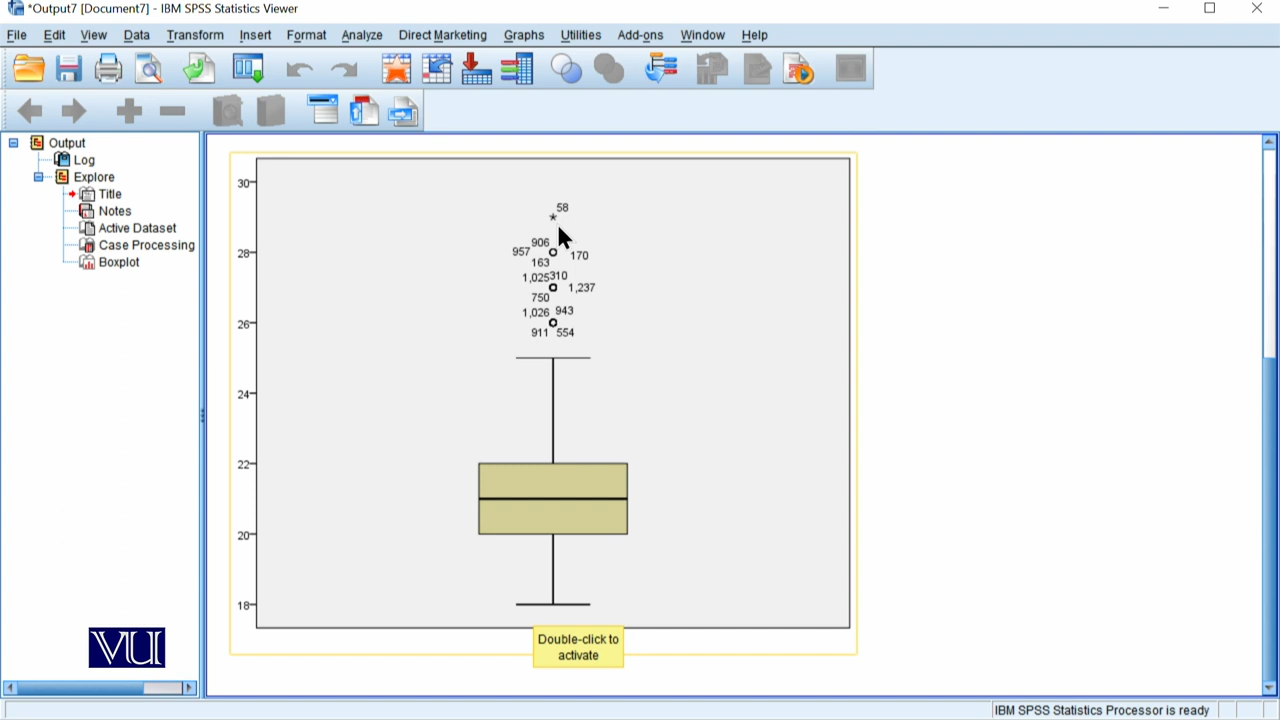 *Output7 [Document7] - IBM SPSS Statistics Viewer
File Edit View Data Transform Insert Format Analyze Direct Marketing Graphs Utilities Add-ons Window Help
Output
Log
Explore
Title
Notes
Active Dataset
Case Processing
Boxplot
30
28
26
24
22
20
18
58
906
957
170
163
1,025 310
1,237
750
1,026 943
911 554
Double-click to
activate
VU
IBM SPSS Statistics Processor is ready